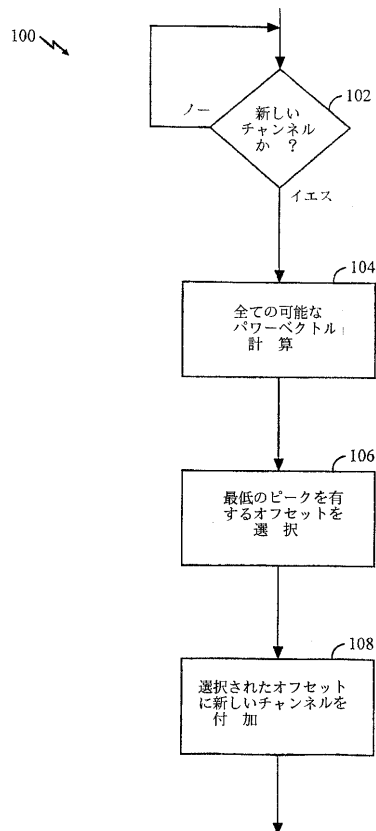 100
102
新しい
チャンネル
か ？
ノー
イエス
104
全ての可能な
パワーベクトル
計 算
106
最低のピークを有
するオフセットを
選 択
108
選択されたオフセット
に新しいチャンネルを
付 加